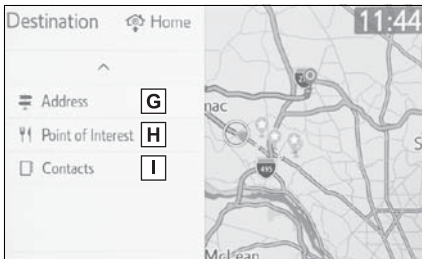 Destination Home 11:44
Address G
nac
Point of Interest H
Contacts I
S
495
McLean